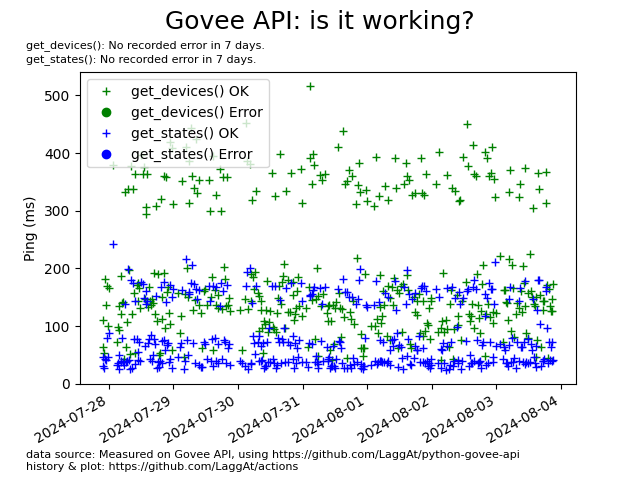 Govee API: is it working?
get_devices(): No recorded error in 7 days.
get_states(): No recorded error in 7 days.
get_devices() OK
get_devices() Error
get_states() OK
get_states() Error
Ping (ms)
500
400
300
200
100
0
2024-07-28
2024-07-29
2024-07-30
2024-07-31
2024-08-01
2024-08-02
2024-08-03
2024-08-04
data source: Measured on Govee API, using https://github.com/LaggAt/python-govee-api
history & plot: https://github.com/LaggAt/actions